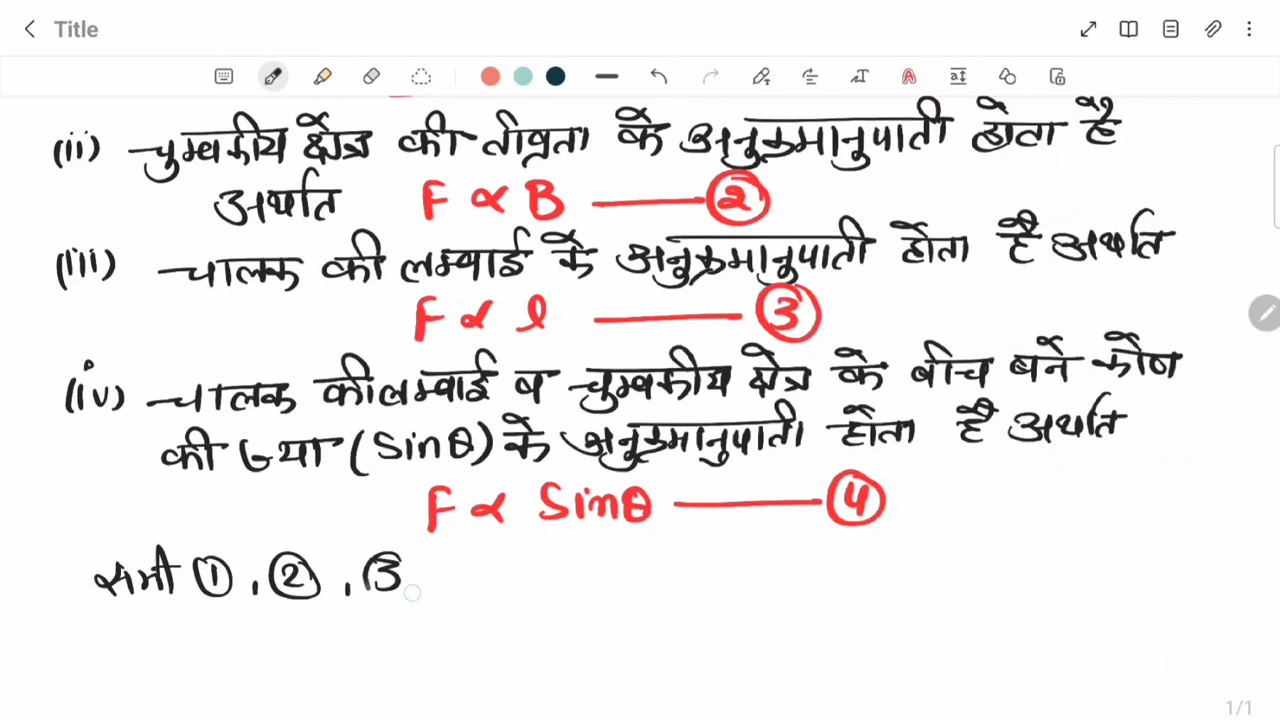 Title
(ii) चुम्बकीय क्षेत्र की तीव्रता के अनुक्रमानुपाती होता है
अर्थात F ∝ B ——— ②
(iii) चालक की लम्बाई के अनुक्रमानुपाती होता है अर्थात
F ∝ l ——— ③
(iv) चालक की लम्बाई व चुम्बकीय क्षेत्र के बीच बने कोण
की ज्या (Sinθ) के अनुक्रमानुपाती होता है अर्थात
F ∝ Sinθ ——— ④
समी ①, ②, ③
1/1